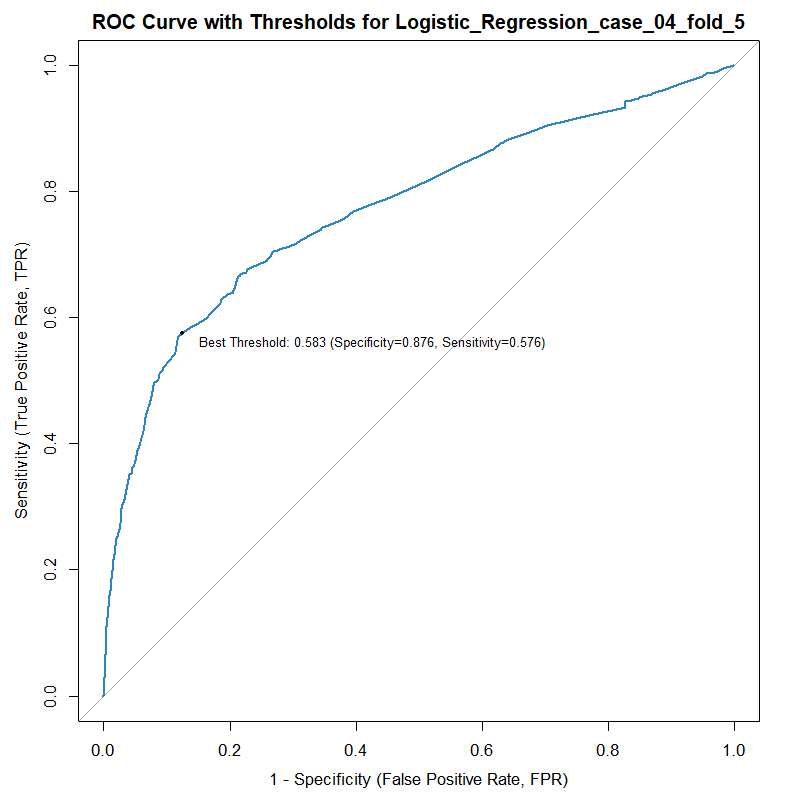 ROC Curve with Thresholds for Logistic_Regression_case_04_fold_5
Sensitivity (True Positive Rate, TPR)
1.0
0.8
0.6
0.4
0.2
0.0
Best Threshold: 0.583 (Specificity=0.876, Sensitivity=0.576)
0.0 0.2 0.4 0.6 0.8 1.0
1 - Specificity (False Positive Rate, FPR)